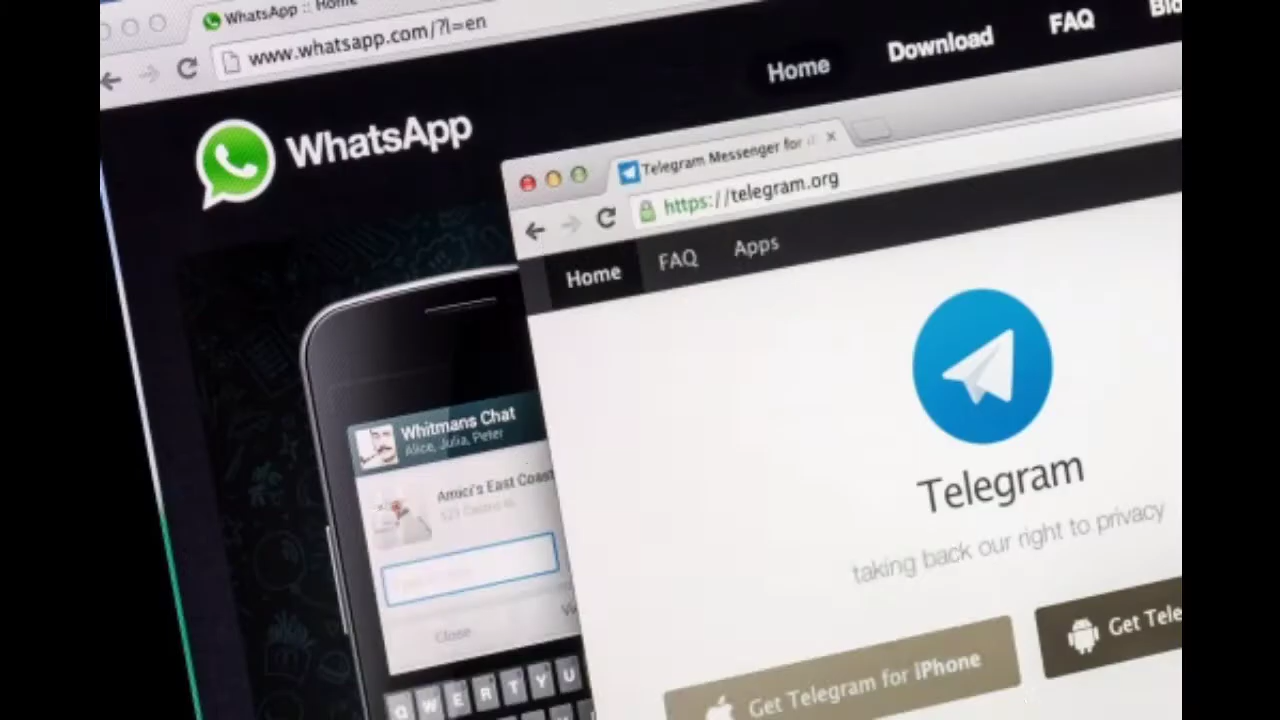 WhatsApp :: Home
www.whatsapp.com/?l=en
Home
Download
FAQ
WhatsApp
Telegram Messenger for
https://telegram.org
Home
FAQ
Apps
Telegram
taking back our right to privacy
Get Telegram for iPhone
Get Tele
Whitmans Chat
Alice, Julia, Peter
Amici's East Coast
Close
Q W E R T Y U